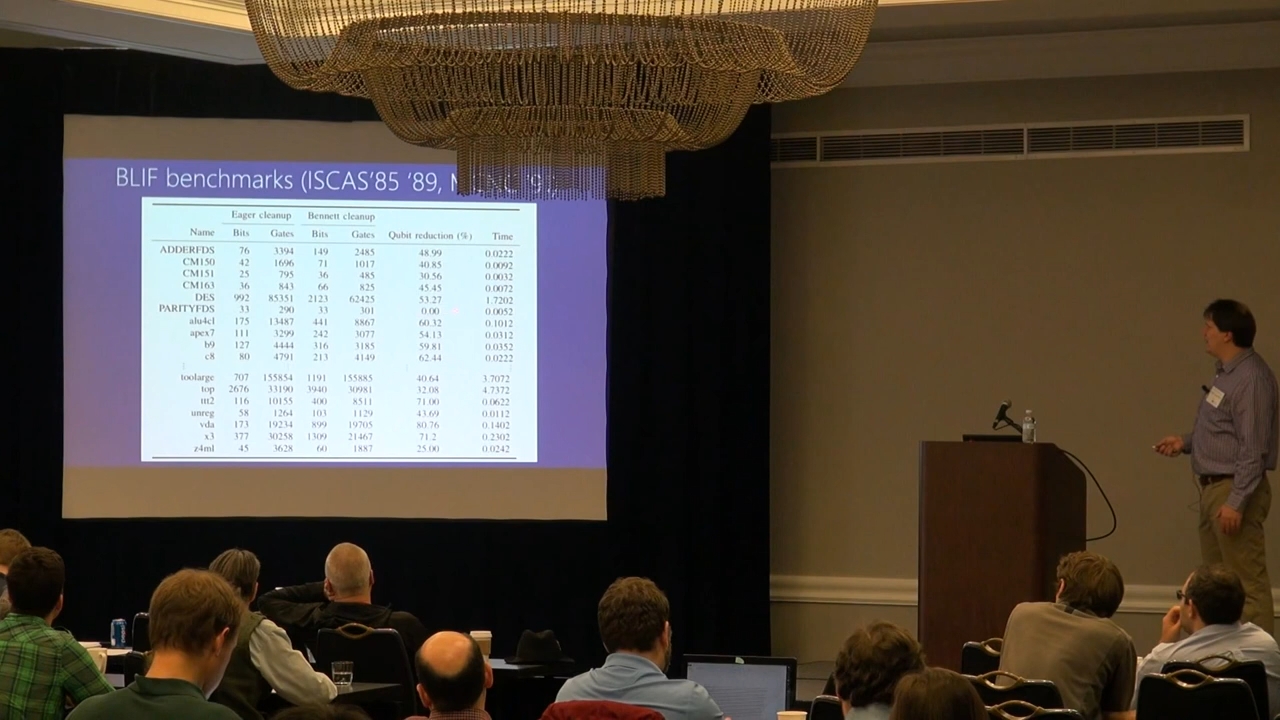 BLIF benchmarks (ISCAS'85 '89,
Eager cleanup Bennett cleanup
Name Bits Gates Bits Gates Qubit reduction (%) Time
ADDERFDS 76 3394 149 2485 48.99 0.0222
CM150 42 1696 71 1017 40.85 0.0092
CM151 25 795 36 485 30.56 0.0032
CM163 36 843 66 825 45.45 0.0072
DES 992 85351 2123 62425 53.27 1.7202
PARITYFDS 33 290 33 301 0.00 0.0052
alu4cl 175 13487 441 8867 60.32 0.1012
apex7 111 3299 242 3077 54.13 0.0312
b9 127 4444 316 3185 59.81 0.0352
c8 80 4791 213 4149 62.44 0.0222
toolarge 707 155854 1191 155885 40.64 3.7072
top 2676 33190 3940 30981 32.08 4.7372
ttt2 116 10155 400 8511 71.00 0.0622
unreg 58 1264 103 1129 43.69 0.0112
vda 173 19234 899 19705 80.76 0.1402
x3 377 30258 1309 21467 71.2 0.2302
z4ml 45 3628 60 1887 25.00 0.0242